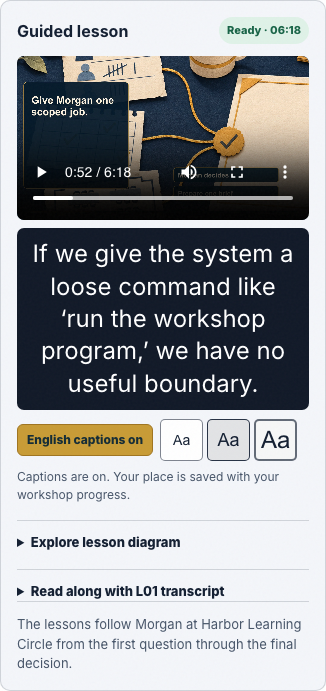 Guided lesson
Ready · 06:18
Give Morgan one
scoped job.
0:52 / 6:18
If we give the system a
loose command like
‘run the workshop
program,’ we have no
useful boundary.
English captions on
Aa
Aa
Aa
Captions are on. Your place is saved with your
workshop progress.
Explore lesson diagram
Read along with L01 transcript
The lessons follow Morgan at Harbor Learning
Circle from the first question through the final
decision.